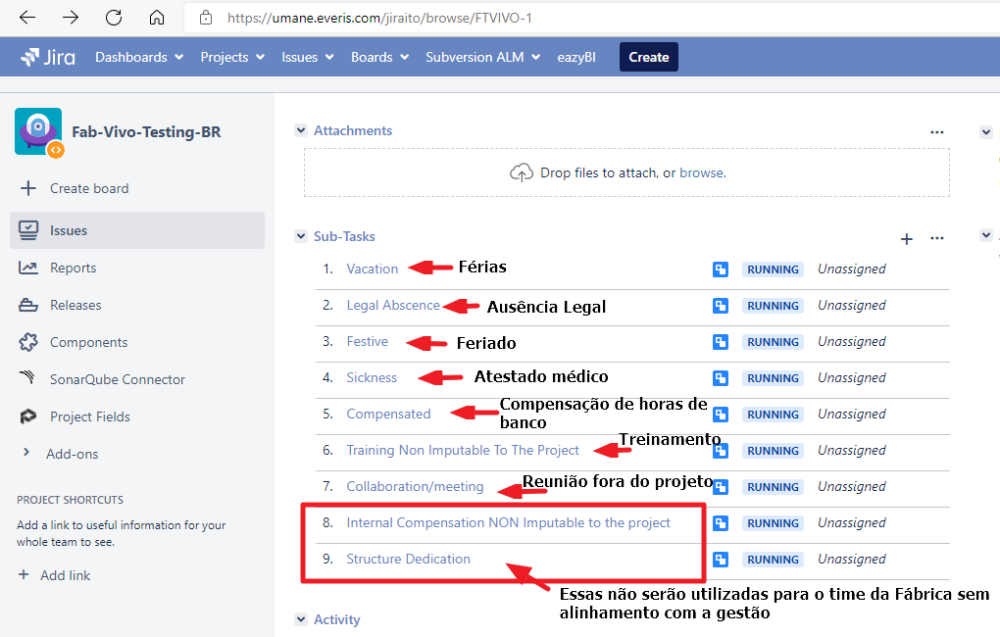 https://umane.everis.com/jiraito/browse/FTVIVO-1
Jira Dashboards Projects Issues Boards Subversion ALM eazyBI Create
Fab-Vivo-Testing-BR
Create board
Issues
Reports
Releases
Components
SonarQube Connector
Project Fields
Add-ons
PROJECT SHORTCUTS
Add a link to useful information for your
whole team to see.
+ Add link
Attachments
Drop files to attach, or browse.
Sub-Tasks
1. Vacation Férias RUNNING Unassigned
2. Legal Abscence Ausência Legal RUNNING Unassigned
3. Festive Feriado RUNNING Unassigned
4. Sickness Atestado médico RUNNING Unassigned
5. Compensated Compensação de horas de RUNNING Unassigned
banco
6. Training Non Imputable To The Project Treinamento RUNNING Unassigned
7. Collaboration/meeting Reunião fora do projeto RUNNING Unassigned
8. Internal Compensation NON Imputable to the project RUNNING Unassigned
9. Structure Dedication RUNNING Unassigned
Essas não serão utilizadas para o time da Fábrica sem
alinhamento com a gestão
Activity